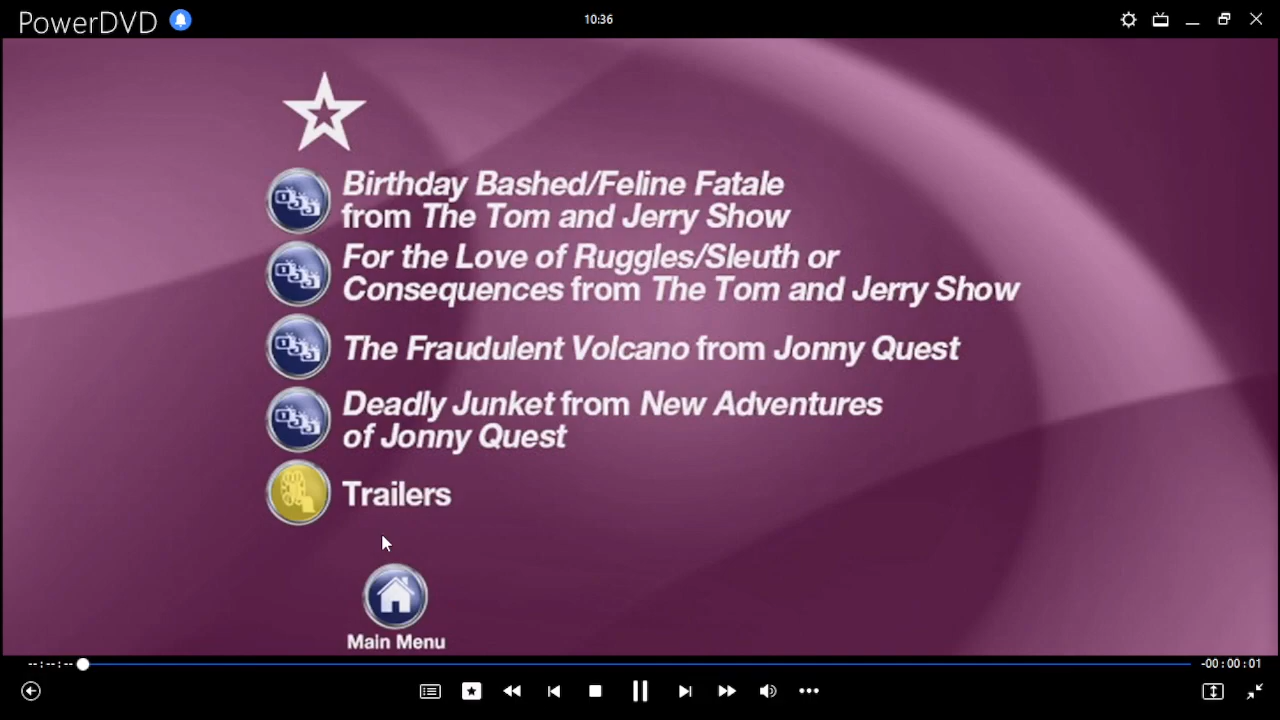 PowerDVD
10:36
Birthday Bashed/Feline Fatale
from The Tom and Jerry Show
For the Love of Ruggles/Sleuth or
Consequences from The Tom and Jerry Show
The Fraudulent Volcano from Jonny Quest
Deadly Junket from New Adventures
of Jonny Quest
Trailers
Main Menu
--:--:--
-00:00:01